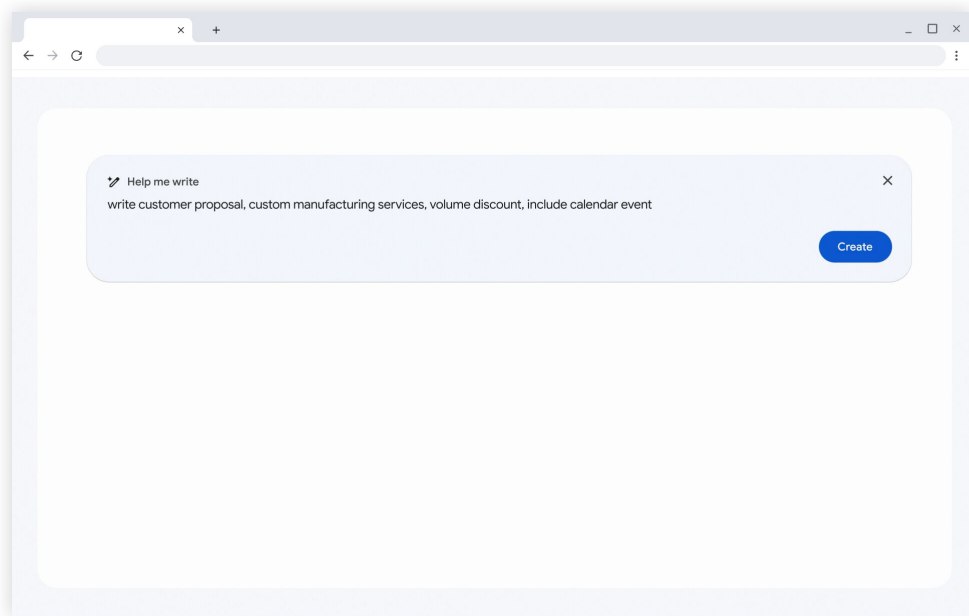 Help me write
write customer proposal, custom manufacturing services, volume discount, include calendar event
Create